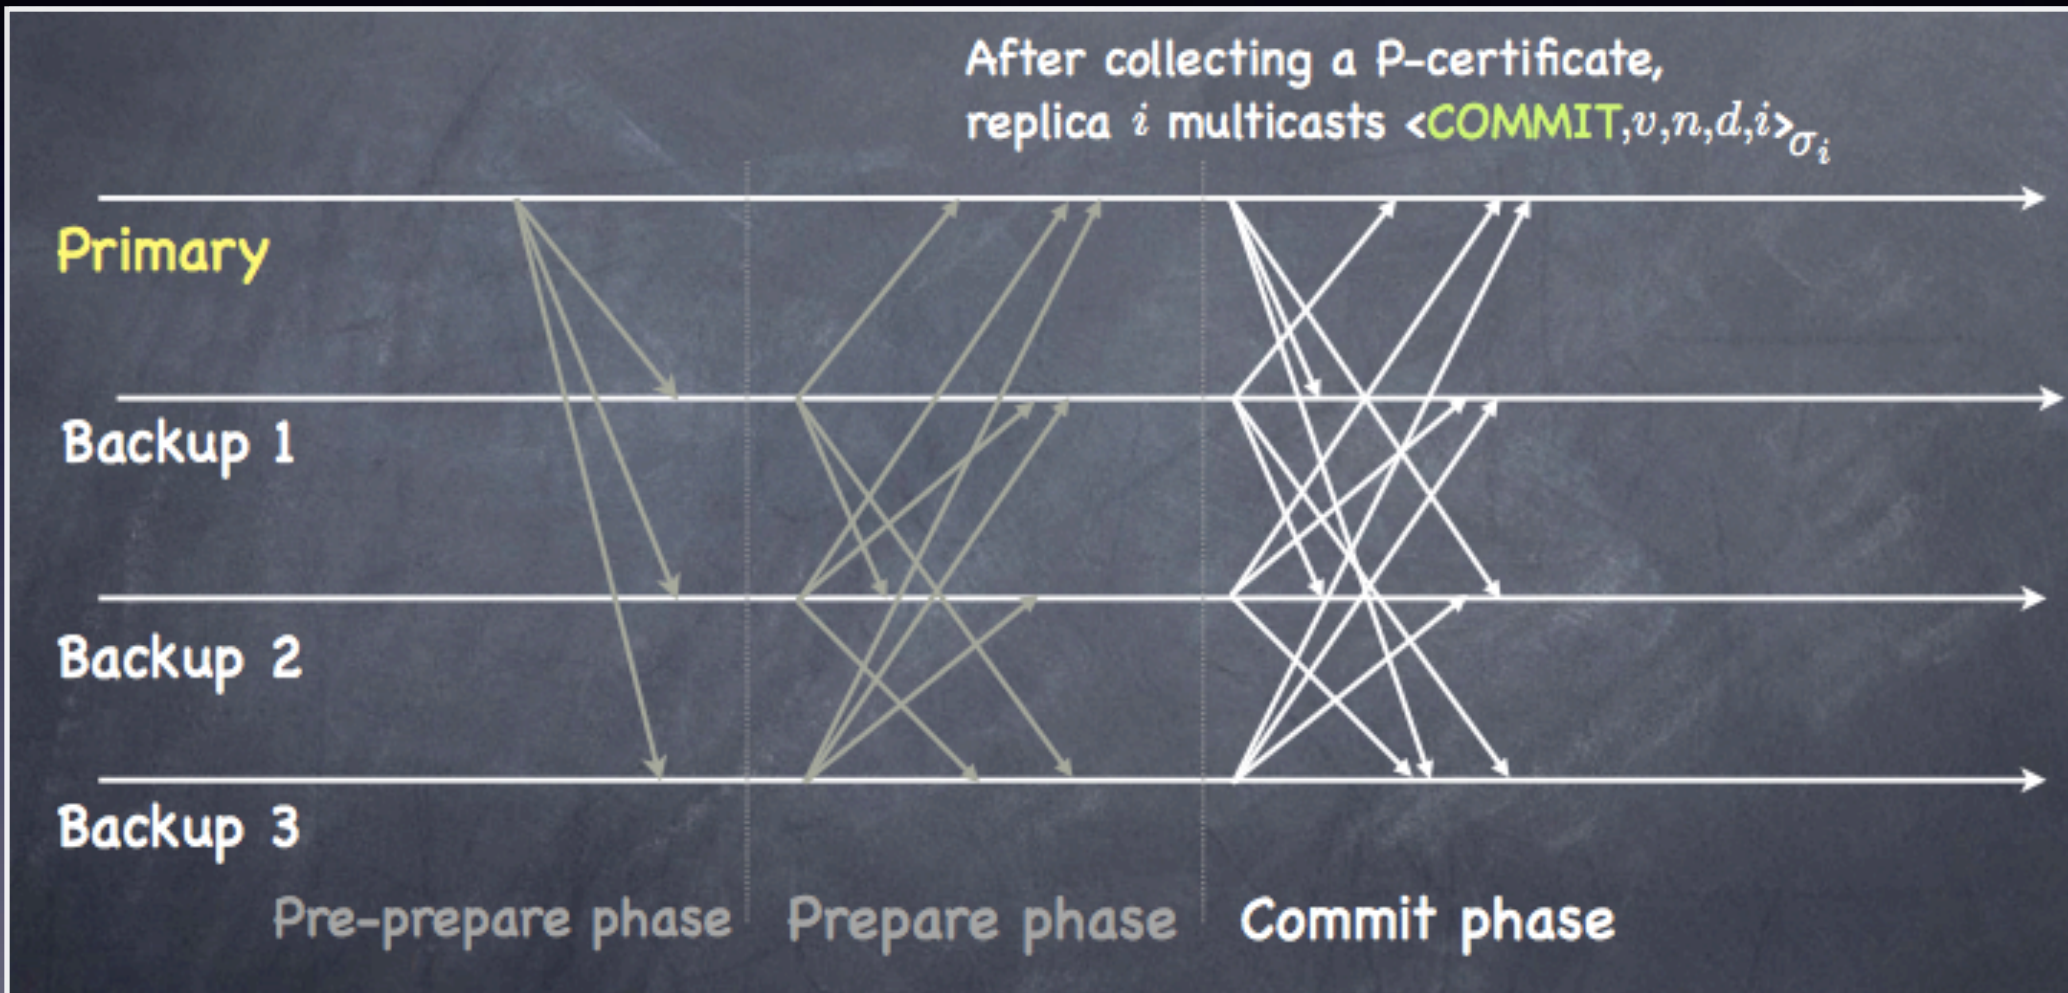 After collecting a P-certificate,
replica i multicasts <COMMIT,v,n,d,i>σᵢ
Primary
Backup 1
Backup 2
Backup 3
Pre-prepare phase
Prepare phase
Commit phase